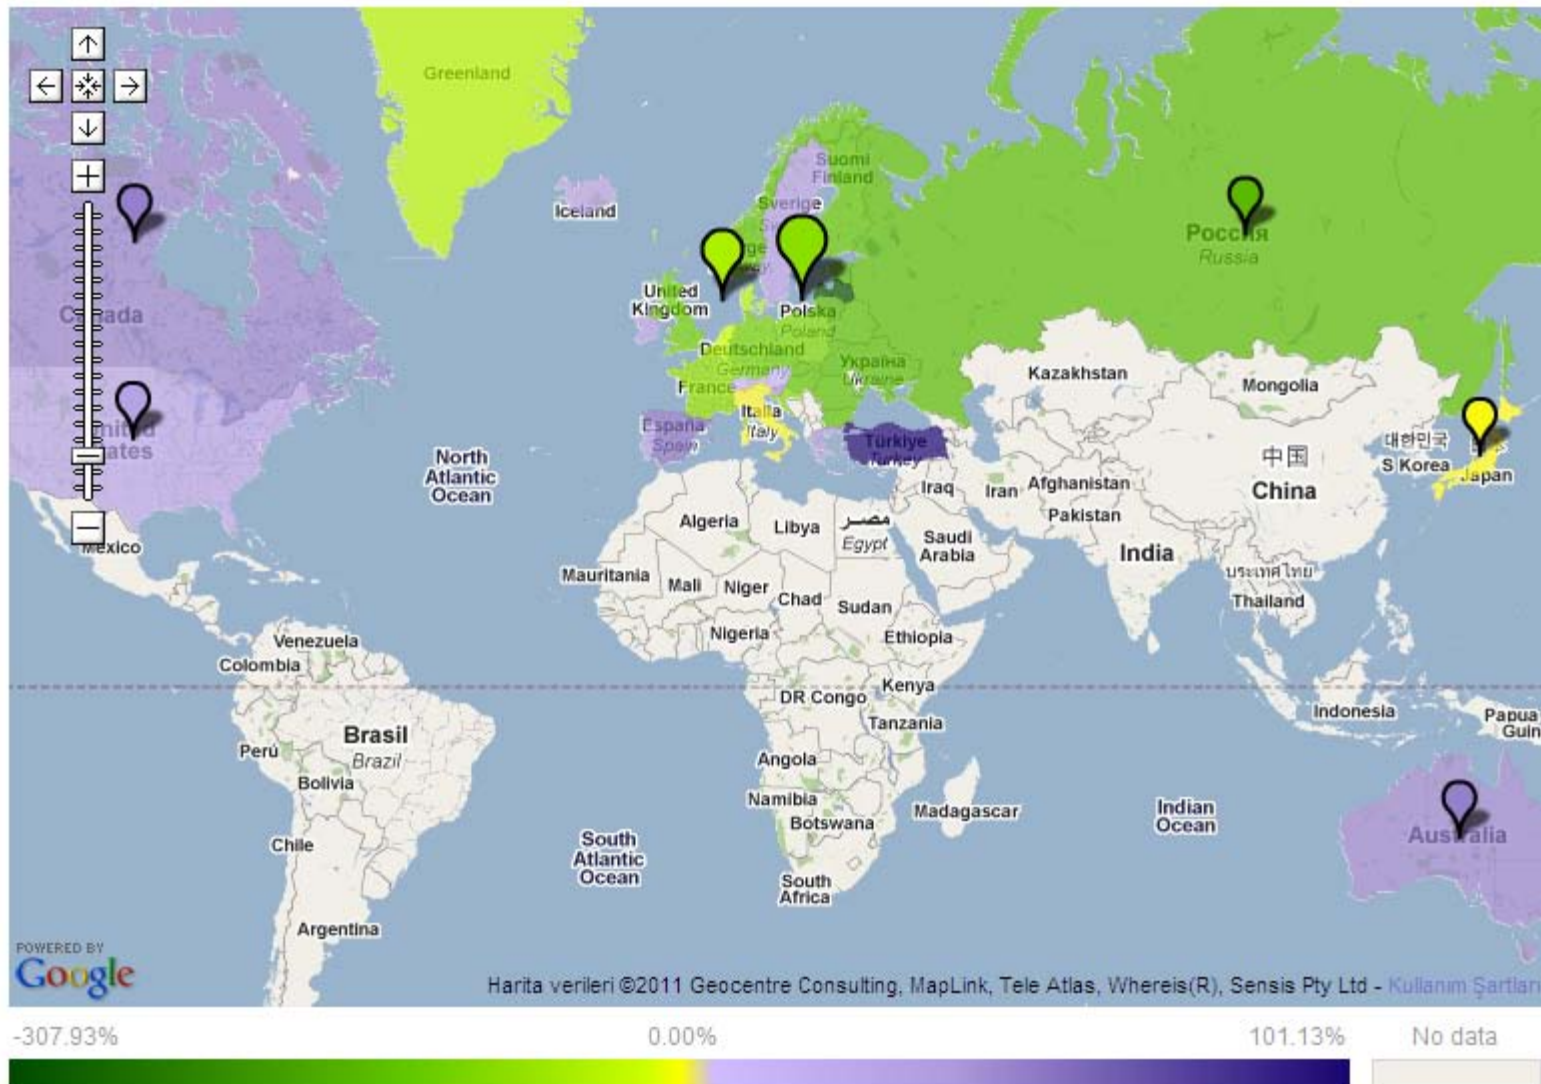 Greenland
Suomi
Finland
Sverige
Iceland
Россия
Russia
United
Kingdom
Polska
Poland
Canada
Deutschland
Germany
Україна
Ukraine
France
Kazakhstan
Mongolia
Italia
Italy
España
Spain
Türkiye
Turkey
대한민국
S Korea
Japan
中国
China
North
Atlantic
Ocean
Iraq
Iran
Afghanistan
Pakistan
Algeria
Libya
مصر
Egypt
Saudi
Arabia
India
Mexico
Mauritania
Mali
Niger
Chad
Sudan
ประเทศไทย
Thailand
Nigeria
Ethiopia
Venezuela
Colombia
DR Congo
Kenya
Tanzania
Indonesia
Papua
Guin
Brasil
Brazil
Perú
Bolivia
Angola
Namibia
Botswana
Madagascar
Indian
Ocean
Australia
Chile
South
Atlantic
Ocean
South
Africa
Argentina
POWERED BY
Google
Harita verileri ©2011 Geocentre Consulting, MapLink, Tele Atlas, Whereis(R), Sensis Pty Ltd - Kullanım Şartları
-307.93% 0.00% 101.13% No data